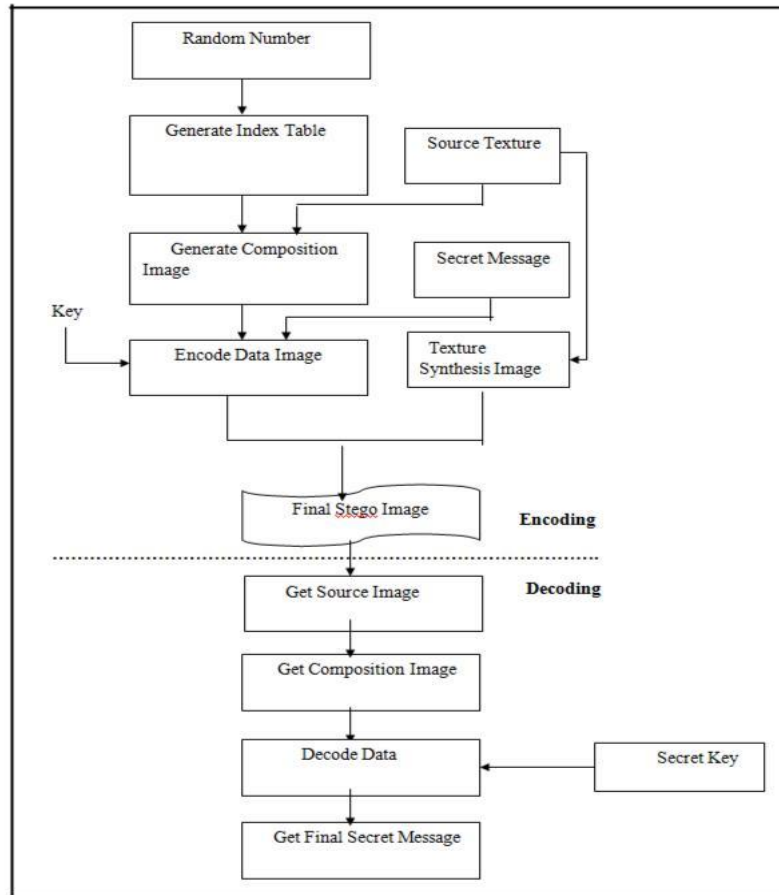 Random Number
Generate Index Table
Source Texture
Generate Composition
Image
Secret Message
Key
Encode Data Image
Texture
Synthesis Image
Final Stego Image
Encoding
Decoding
Get Source Image
Get Composition Image
Decode Data
Secret Key
Get Final Secret Message